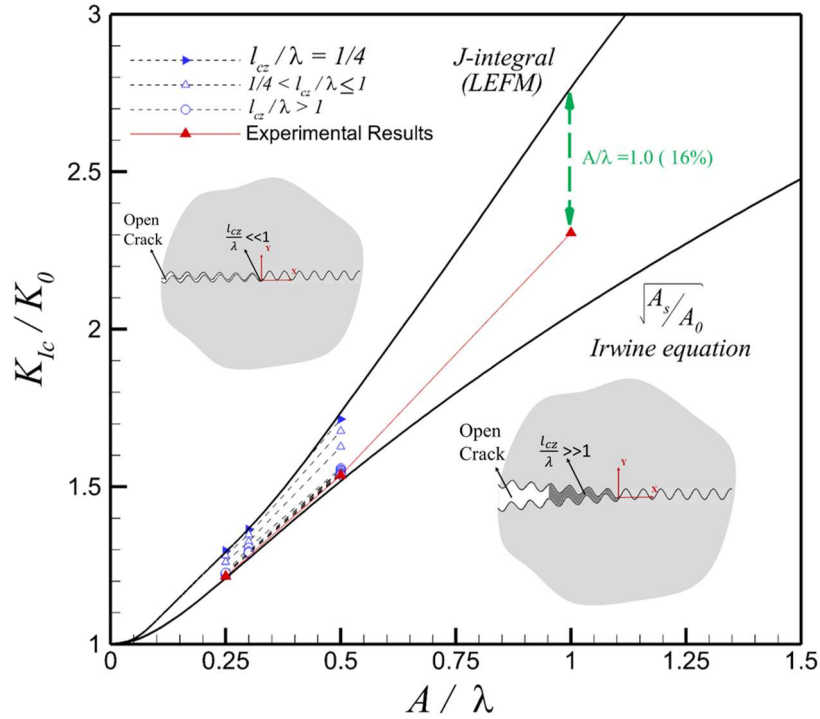 3
2.5
2
1.5
1
K_Ic / K_0
l_cz / λ = 1/4
1/4 < l_cz / λ ≤ 1
l_cz / λ > 1
Experimental Results
J-integral
(LEFM)
A/λ =1.0 ( 16%)
Open
Crack
l_cz/λ <<1
Y
X
√A_s/A_0
Irwine equation
Open
Crack
l_cz/λ >>1
Y
X
0 0.25 0.5 0.75 1 1.25 1.5
A / λ